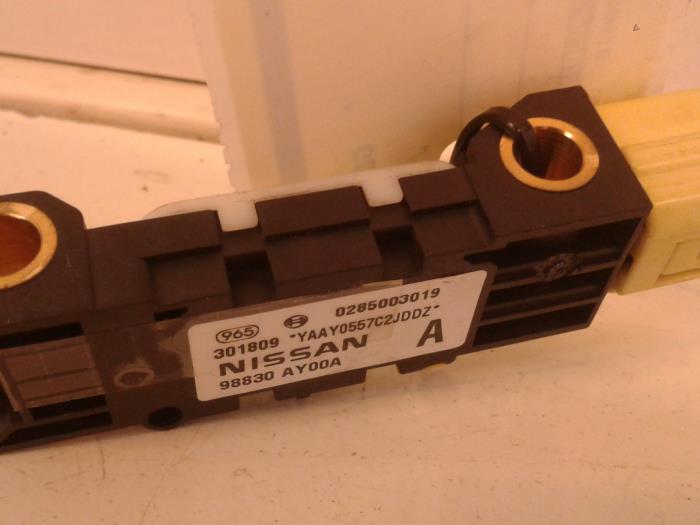 965 0285003019
301809 *YAAY0557C2JDDZ*
NISSAN A
98830 AY00A